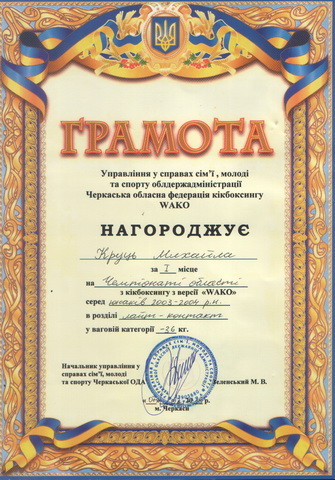 ГРАМОТА
Управління у справах сім'ї , молоді
та спорту облдержадміністрації
Черкаська обласна федерація кікбоксингу
WAKO
НАГОРОДЖУЄ
Круць Михайла
за I місце
на Чемпіонаті області
з кікбоксингу з версії «WAKO»
серед юнаків 2003-2004 р.н.
в розділі лайт-контакт
у ваговій категорії -36 кг.
Начальник управління у
справах сім'ї, молоді
та спорту Черкаської ОДА Зеленський М. В.
р.
м. Черкаси